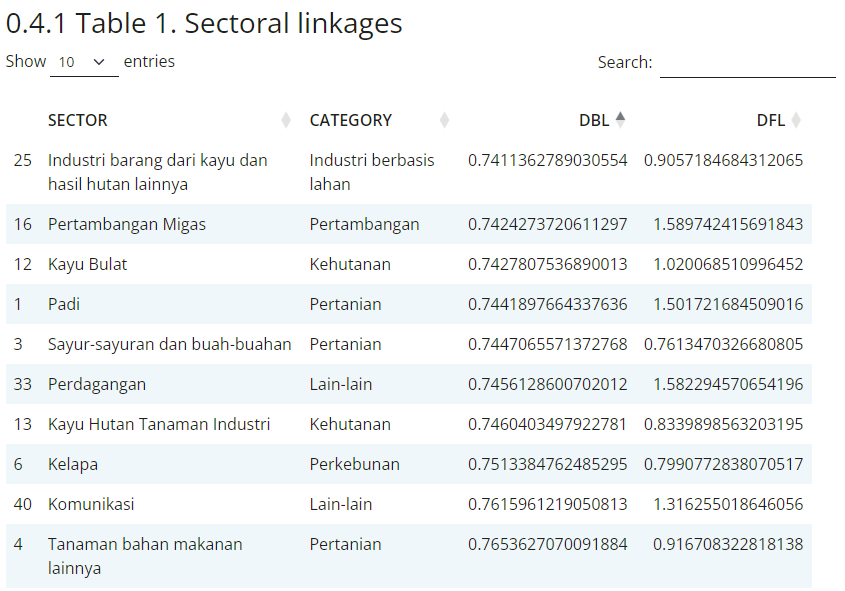 0.4.1 Table 1. Sectoral linkages
Show 10 entries Search:
SECTOR CATEGORY DBL DFL
25 Industri barang dari kayu dan Industri berbasis 0.7411362789030554 0.9057184684312065
hasil hutan lainnya lahan
16 Pertambangan Migas Pertambangan 0.7424273720611297 1.589742415691843
12 Kayu Bulat Kehutanan 0.7427807536890013 1.020068510996452
1 Padi Pertanian 0.7441897664337636 1.501721684509016
3 Sayur-sayuran dan buah-buahan Pertanian 0.7447065571372768 0.7613470326680805
33 Perdagangan Lain-lain 0.7456128600702012 1.582294570654196
13 Kayu Hutan Tanaman Industri Kehutanan 0.7460403497922781 0.8339898563203195
6 Kelapa Perkebunan 0.7513384762485295 0.7990772838070517
40 Komunikasi Lain-lain 0.7615961219050813 1.316255018646056
4 Tanaman bahan makanan Pertanian 0.7653627070091884 0.916708322818138
lainnya